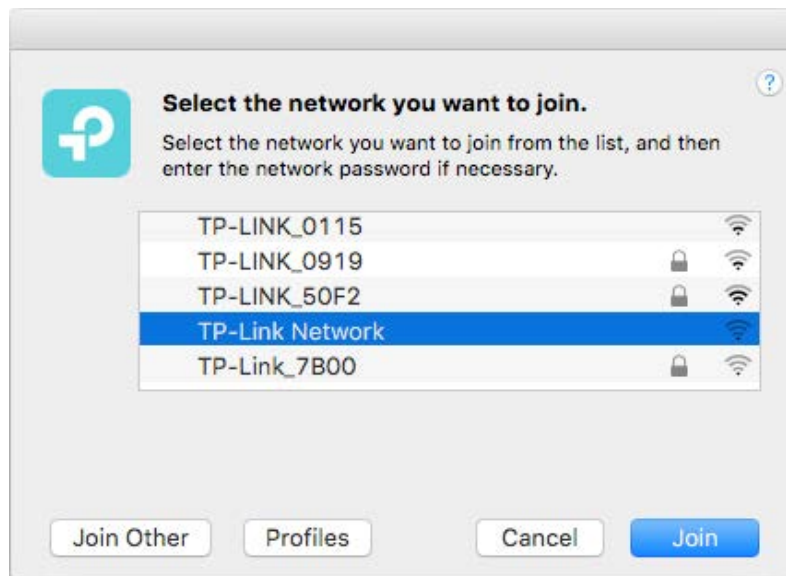 ?
Select the network you want to join.
Select the network you want to join from the list, and then
enter the network password if necessary.
TP-LINK_0115
TP-LINK_0919
TP-LINK_50F2
TP-Link Network
TP-Link_7B00
Join Other Profiles Cancel Join